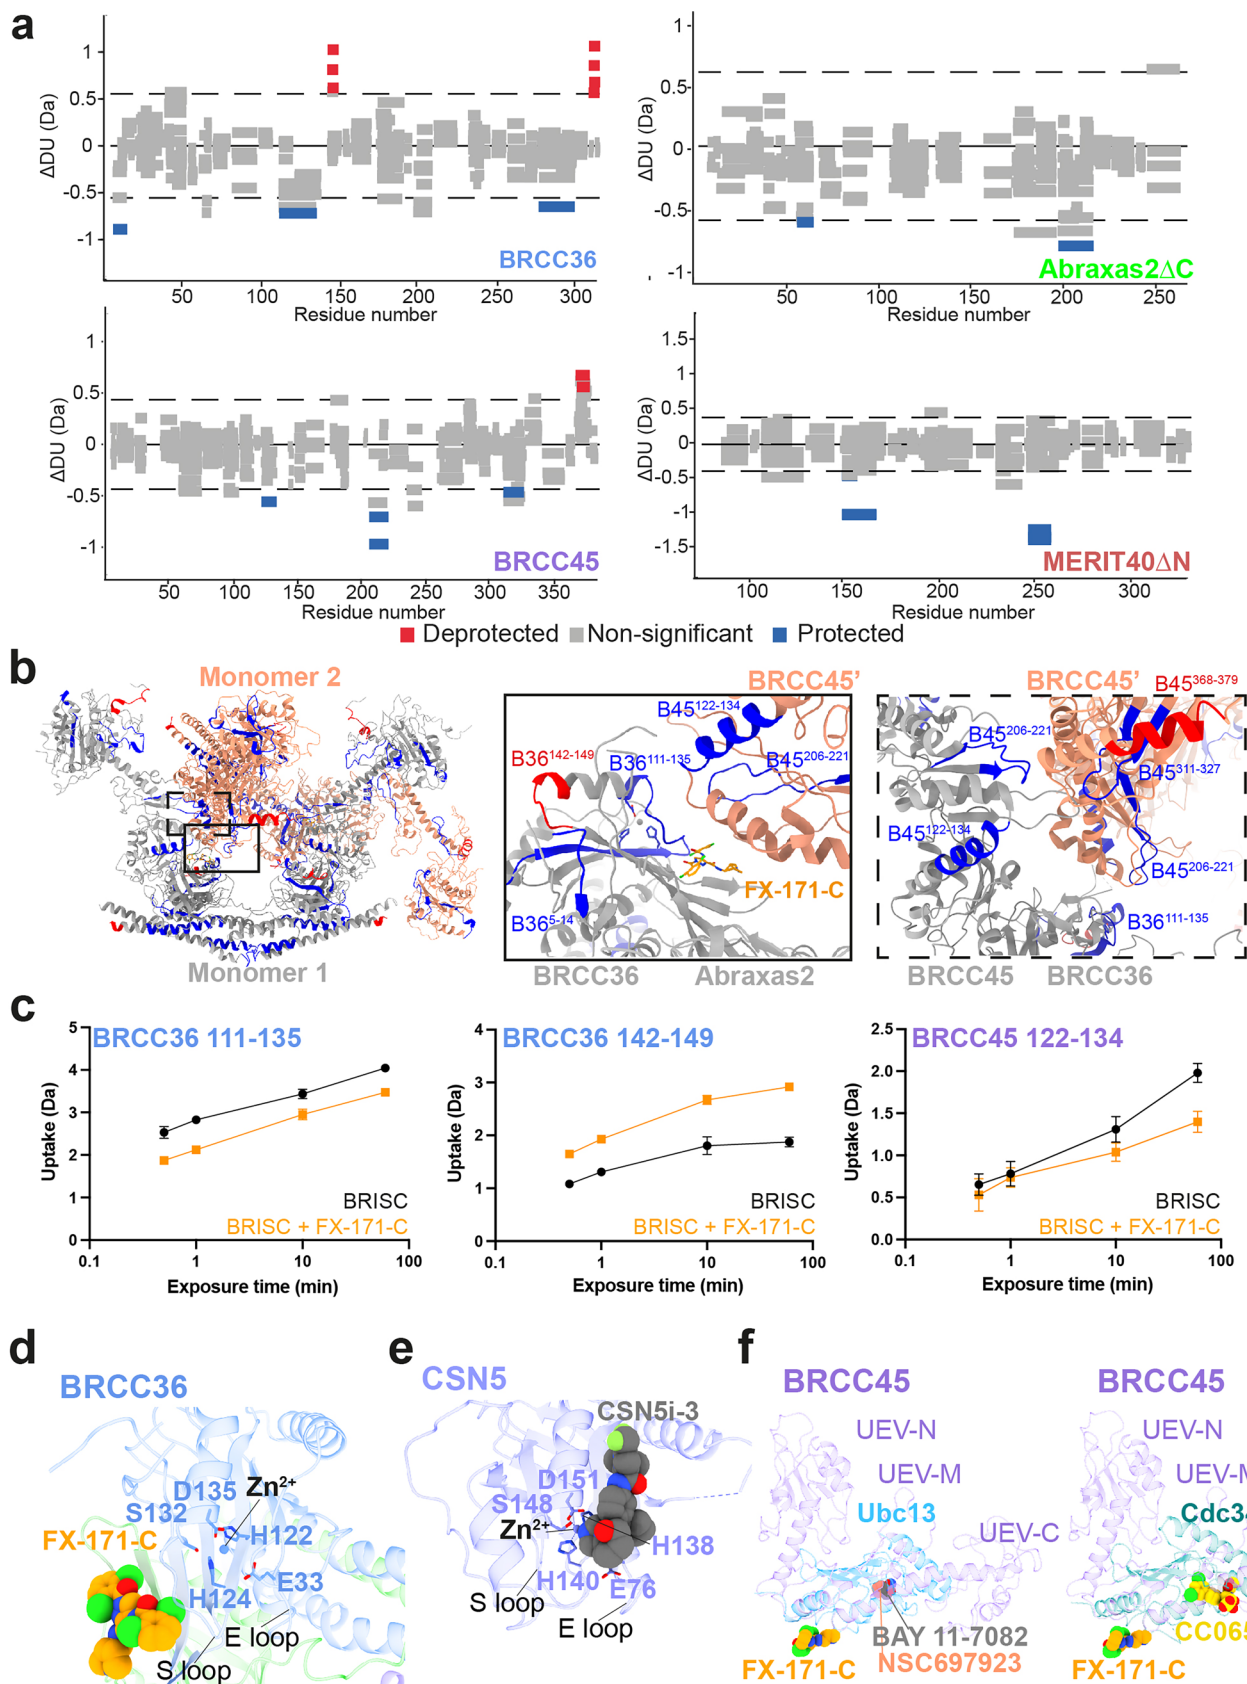 a
ΔDU (Da)
1
0.5
0
-0.5
-1
50 100 150 200 250 300
Residue number
BRCC36
ΔDU (Da)
1
0.5
0
-0.5
-1
50 100 150 200 250
Residue number
Abraxas2ΔC
ΔDU (Da)
1
0.5
0
-0.5
-1
50 100 150 200 250 300 350
Residue number
BRCC45
ΔDU (Da)
1.5
1
0.5
0
-0.5
-1
-1.5
100 150 200 250 300
Residue number
MERIT40ΔN
Deprotected Non-significant Protected
b
Monomer 2
Monomer 1
BRCC45'
B45122-134
B36142-149
B36111-135
B45206-221
FX-171-C
B365-14
BRCC36 Abraxas2
BRCC45'
B45368-379
B45206-221
B45311-327
B45122-134
B45206-221
B36111-135
BRCC45 BRCC36
c
BRCC36 111-135
Uptake (Da)
5
4
3
2
1
0
BRISC
BRISC + FX-171-C
0.1 1 10 100
Exposure time (min)
BRCC36 142-149
Uptake (Da)
4
3
2
1
0
BRISC
BRISC + FX-171-C
0.1 1 10 100
Exposure time (min)
BRCC45 122-134
Uptake (Da)
2.5
2.0
1.5
1.0
0.5
0.0
BRISC
BRISC + FX-171-C
0.1 1 10 100
Exposure time (min)
d
BRCC36
D135 Zn2+
S132
FX-171-C
H122
H124
E33
E loop
S loop
e
CSN5
CSN5i-3
D151
S148
Zn2+
H138
H140
E76
S loop
E loop
f
BRCC45
UEV-N
UEV-M
Ubc13
UEV-C
BAY 11-7082
NSC697923
FX-171-C
BRCC45
UEV-N
UEV-M
Cdc34
CC065
FX-171-C